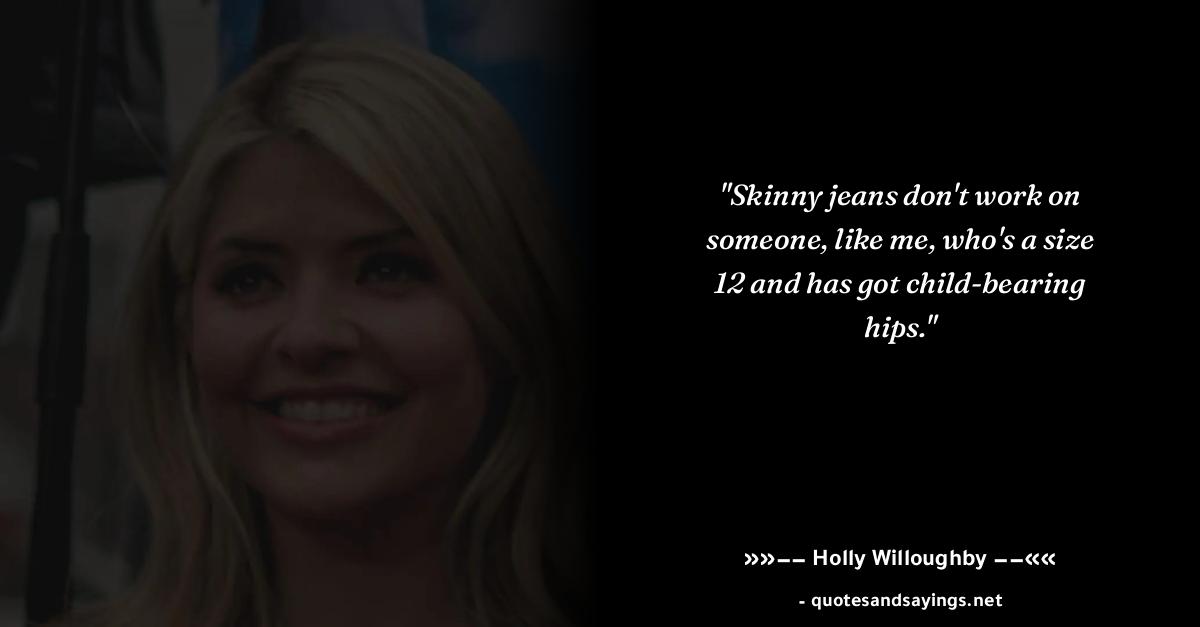 "Skinny jeans don't work on
someone, like me, who's a size
12 and has got child-bearing
hips."
»»–– Holly Willoughby ––««
- quotesandsayings.net